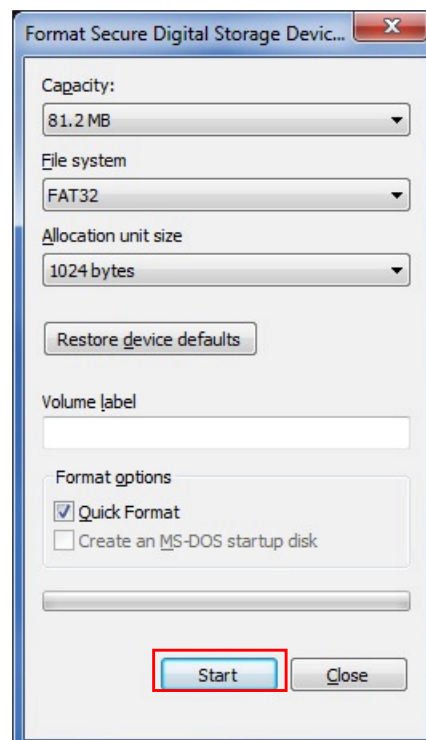 Format Secure Digital Storage Devic...
Capacity:
81.2 MB
File system
FAT32
Allocation unit size
1024 bytes
Restore device defaults
Volume label
Format options
Quick Format
Create an MS-DOS startup disk
Start Close